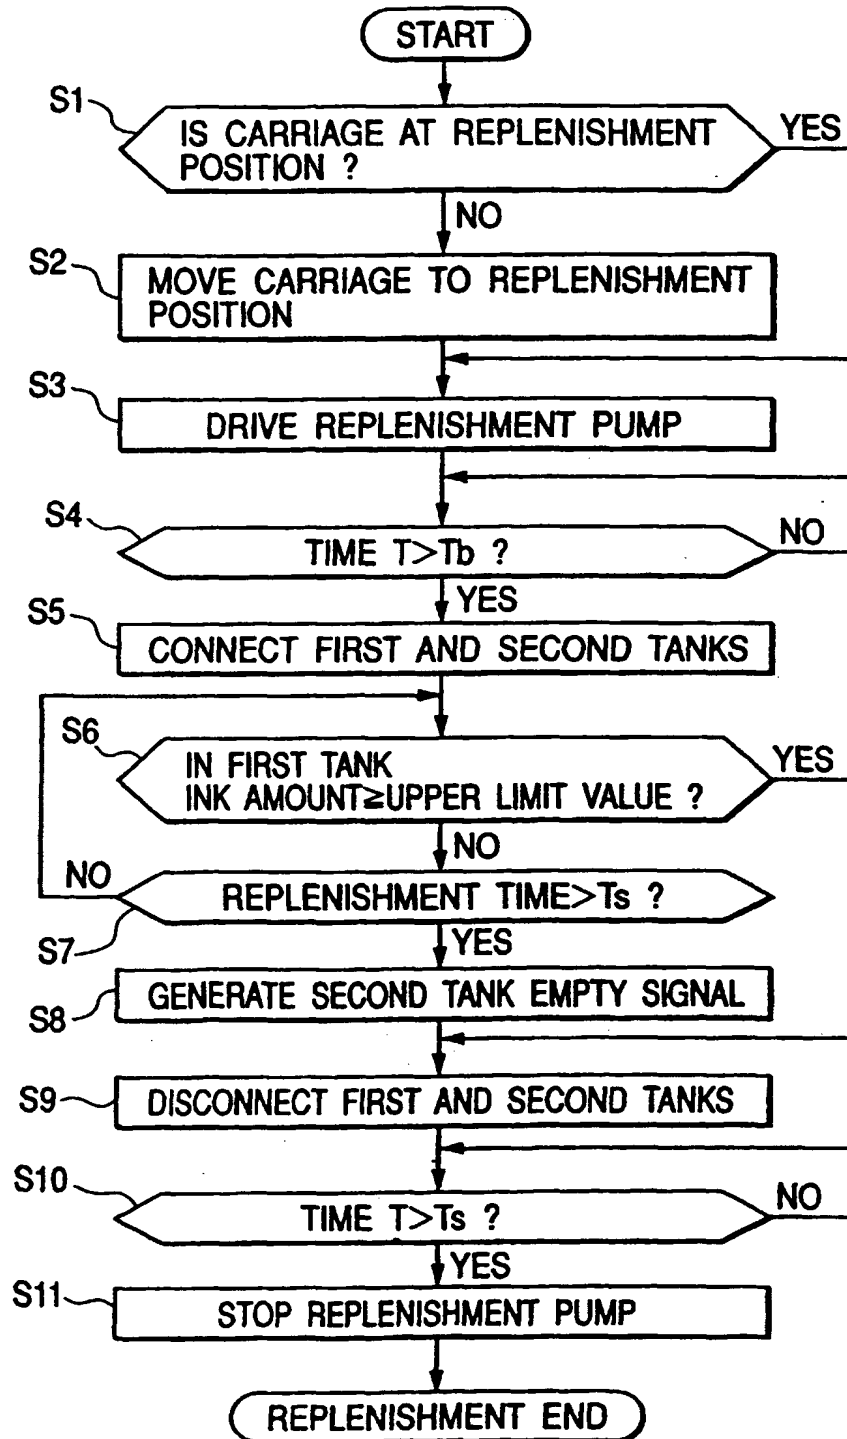 START
S1
IS CARRIAGE AT REPLENISHMENT
POSITION ?
YES
NO
S2
MOVE CARRIAGE TO REPLENISHMENT
POSITION
S3
DRIVE REPLENISHMENT PUMP
S4
TIME T>Tb ?
NO
YES
S5
CONNECT FIRST AND SECOND TANKS
S6
IN FIRST TANK
INK AMOUNT≧UPPER LIMIT VALUE ?
YES
NO
NO
REPLENISHMENT TIME>Ts ?
S7
YES
S8
GENERATE SECOND TANK EMPTY SIGNAL
S9
DISCONNECT FIRST AND SECOND TANKS
S10
TIME T>Ts ?
NO
YES
S11
STOP REPLENISHMENT PUMP
REPLENISHMENT END